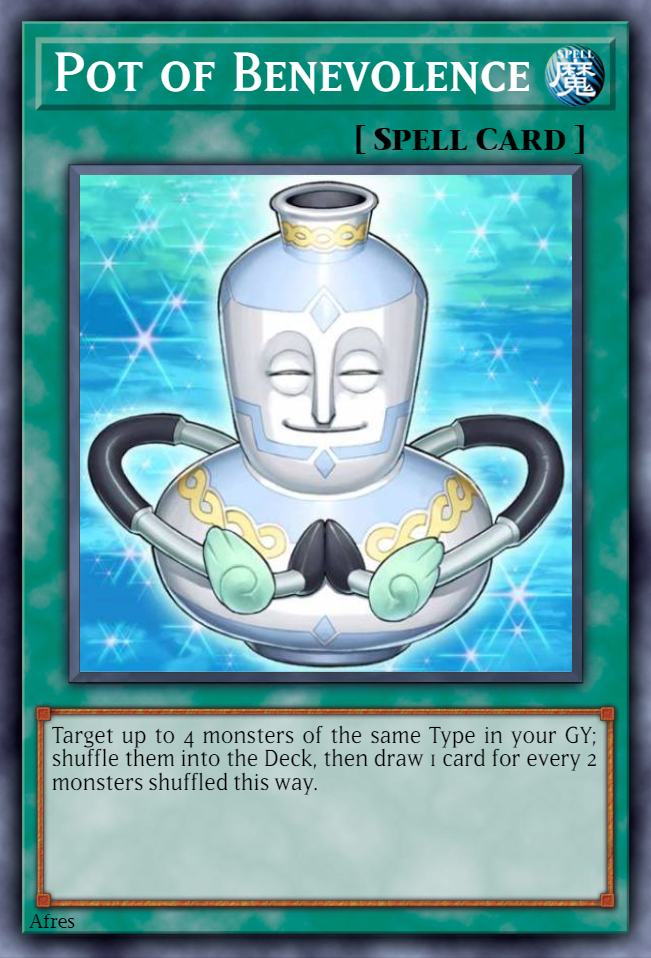 Pot of Benevolence
SPELL
魔
[ Spell Card ]
Target up to 4 monsters of the same Type in your GY;
shuffle them into the Deck, then draw 1 card for every 2
monsters shuffled this way.
Afres